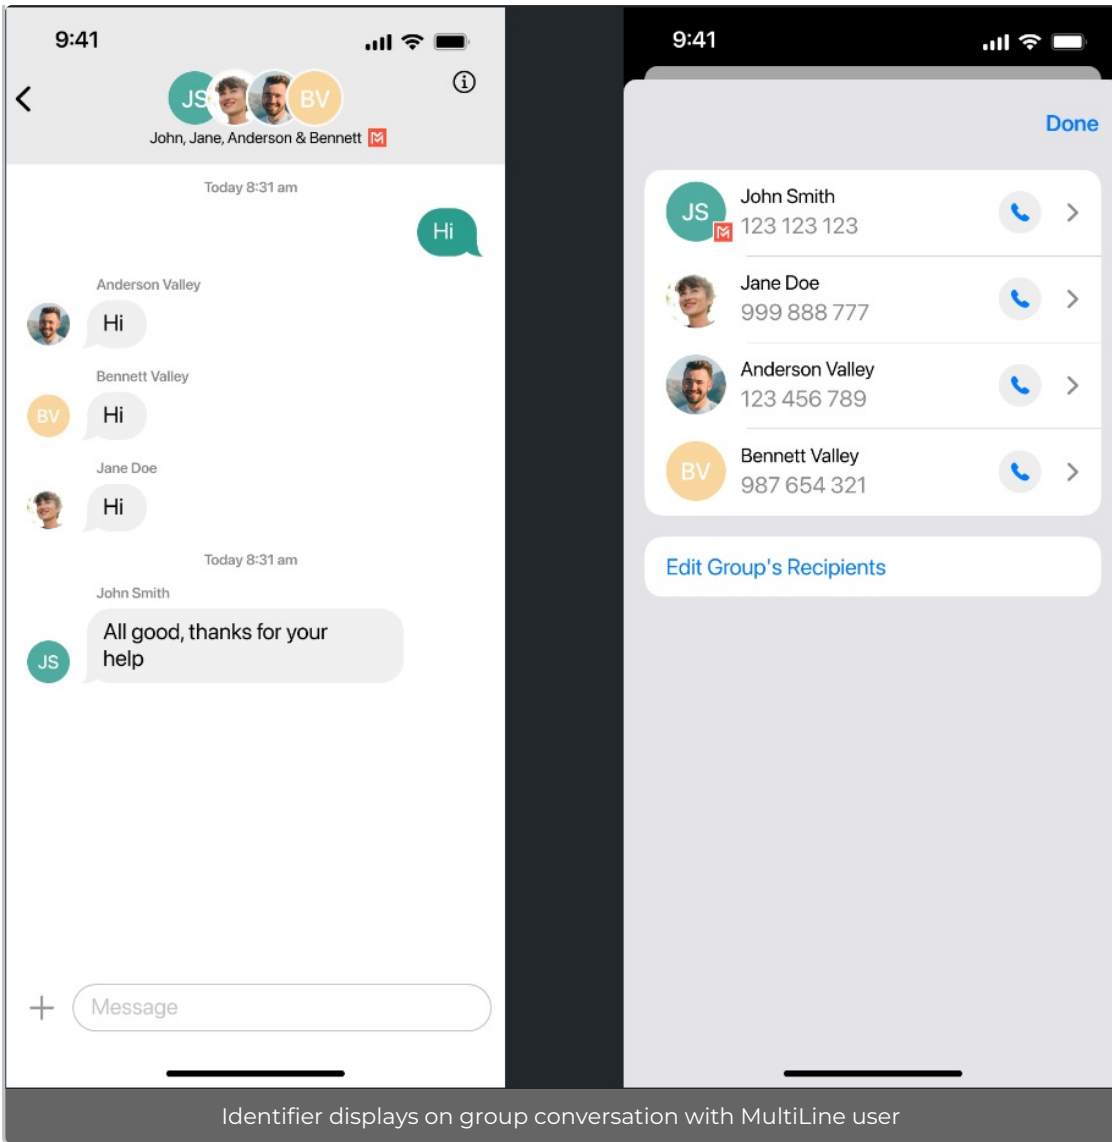 9:41
JS
BV
John, Jane, Anderson & Bennett
Today 8:31 am
Hi
Anderson Valley
Hi
Bennett Valley
BV
Hi
Jane Doe
Hi
Today 8:31 am
John Smith
All good, thanks for your
help
JS
Message
9:41
Done
JS
John Smith
123 123 123
Jane Doe
999 888 777
Anderson Valley
123 456 789
BV
Bennett Valley
987 654 321
Edit Group's Recipients
Identifier displays on group conversation with MultiLine user